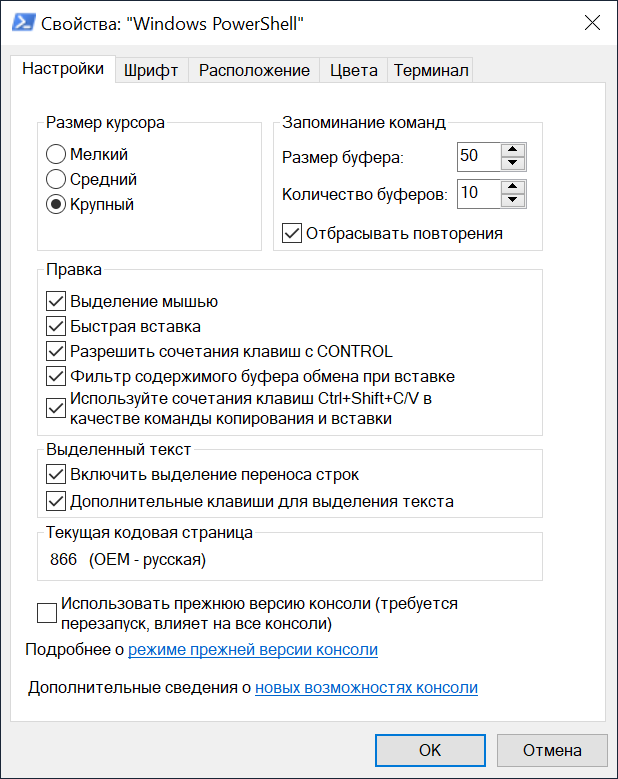 Свойства: "Windows PowerShell"
Настройки
Шрифт
Расположение
Цвета
Терминал
Размер курсора
Мелкий
Средний
Крупный
Запоминание команд
Размер буфера:
50
Количество буферов:
10
Отбрасывать повторения
Правка
Выделение мышью
Быстрая вставка
Разрешить сочетания клавиш с CONTROL
Фильтр содержимого буфера обмена при вставке
Используйте сочетания клавиш Ctrl+Shift+C/V в
качестве команды копирования и вставки
Выделенный текст
Включить выделение переноса строк
Дополнительные клавиши для выделения текста
Текущая кодовая страница
866 (OEM - русская)
Использовать прежнюю версию консоли (требуется
перезапуск, влияет на все консоли)
Подробнее о режиме прежней версии консоли
Дополнительные сведения о новых возможностях консоли
OK
Отмена